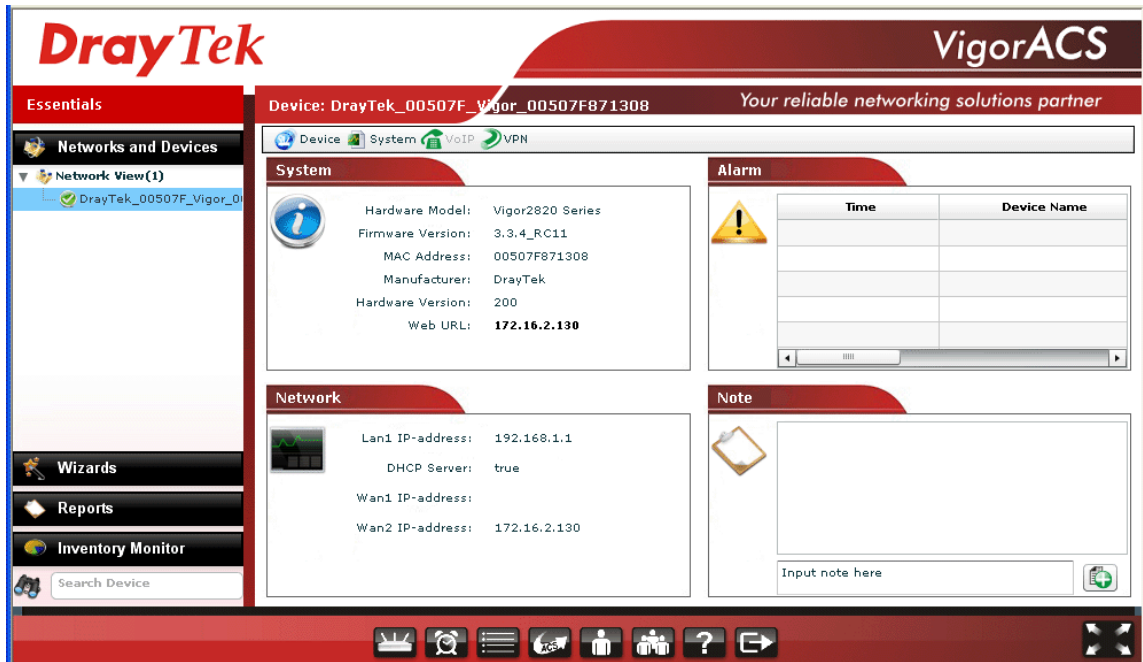 DrayTek
VigorACS
Essentials
Device: DrayTek_00507F_Vigor_00507F871308
Your reliable networking solutions partner
Networks and Devices
Device System VoIP VPN
Network View(1)
DrayTek_00507F_Vigor_0
System
Hardware Model: Vigor2820 Series
Firmware Version: 3.3.4_RC11
MAC Address: 00507F871308
Manufacturer: DrayTek
Hardware Version: 200
Web URL: 172.16.2.130
Alarm
Time Device Name
Network
Lan1 IP-address: 192.168.1.1
DHCP Server: true
Wan1 IP-address:
Wan2 IP-address: 172.16.2.130
Note
Input note here
Wizards
Reports
Inventory Monitor
Search Device
ACS
?